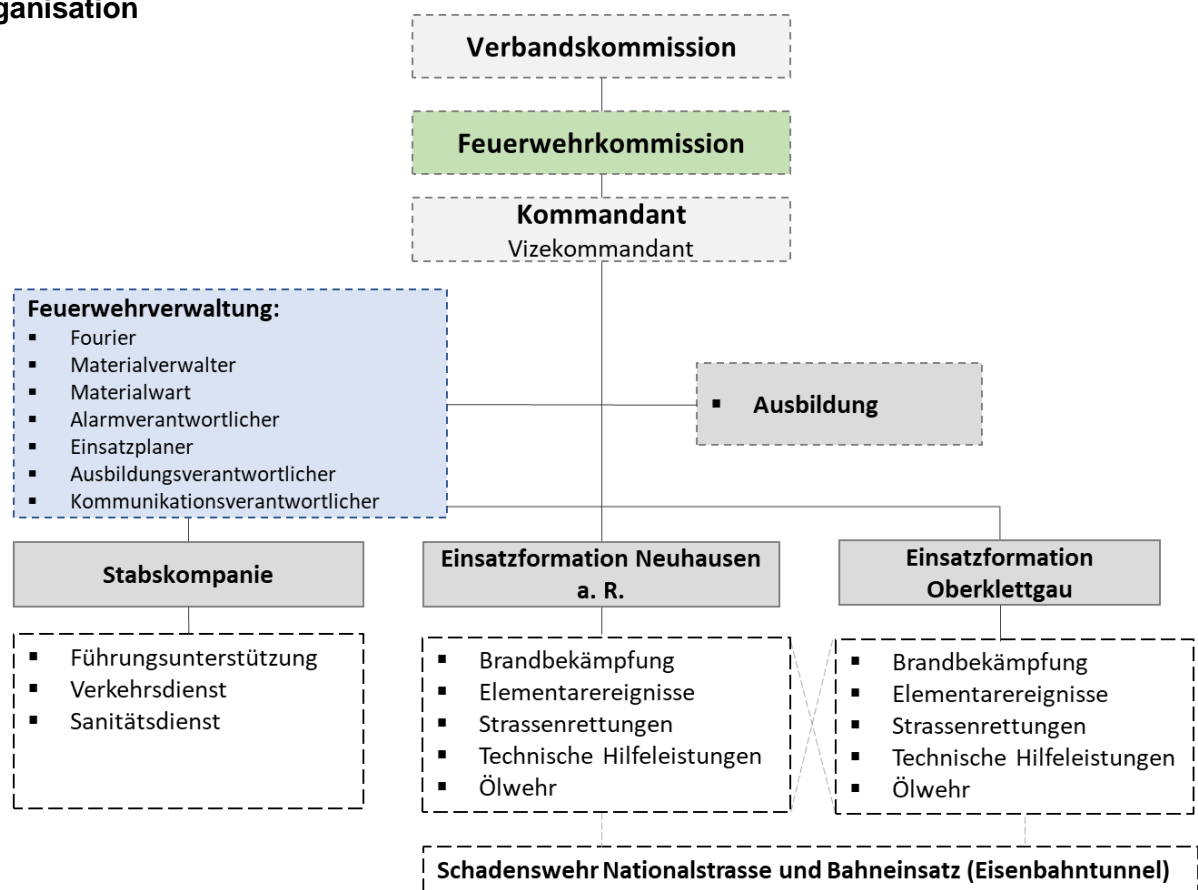 ganisation
Verbandskommission
Feuerwehrkommission
Kommandant
Vizekommandant
Feuerwehrverwaltung:
▪ Fourier
▪ Materialverwalter
▪ Materialwart
▪ Alarmverantwortlicher
▪ Einsatzplaner
▪ Ausbildungsverantwortlicher
▪ Kommunikationsverantwortlicher
▪ Ausbildung
Stabskompanie
▪ Führungsunterstützung
▪ Verkehrsdienst
▪ Sanitätsdienst
Einsatzformation Neuhausen
a. R.
▪ Brandbekämpfung
▪ Elementarereignisse
▪ Strassenrettungen
▪ Technische Hilfeleistungen
▪ Ölwehr
Einsatzformation
Oberklettgau
▪ Brandbekämpfung
▪ Elementarereignisse
▪ Strassenrettungen
▪ Technische Hilfeleistungen
▪ Ölwehr
Schadenswehr Nationalstrasse und Bahneinsatz (Eisenbahntunnel)